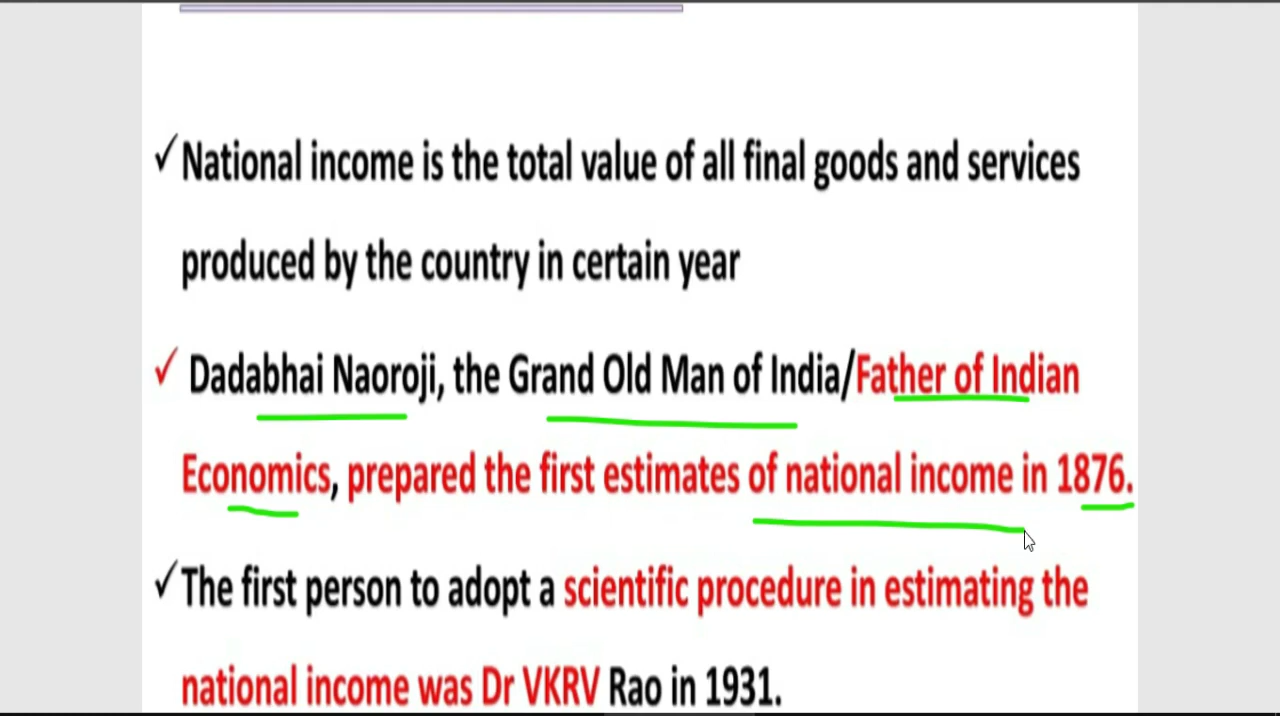 ✓National income is the total value of all final goods and services
produced by the country in certain year
✓ Dadabhai Naoroji, the Grand Old Man of India/Father of Indian
Economics, prepared the first estimates of national income in 1876.
✓The first person to adopt a scientific procedure in estimating the
national income was Dr VKRV Rao in 1931.